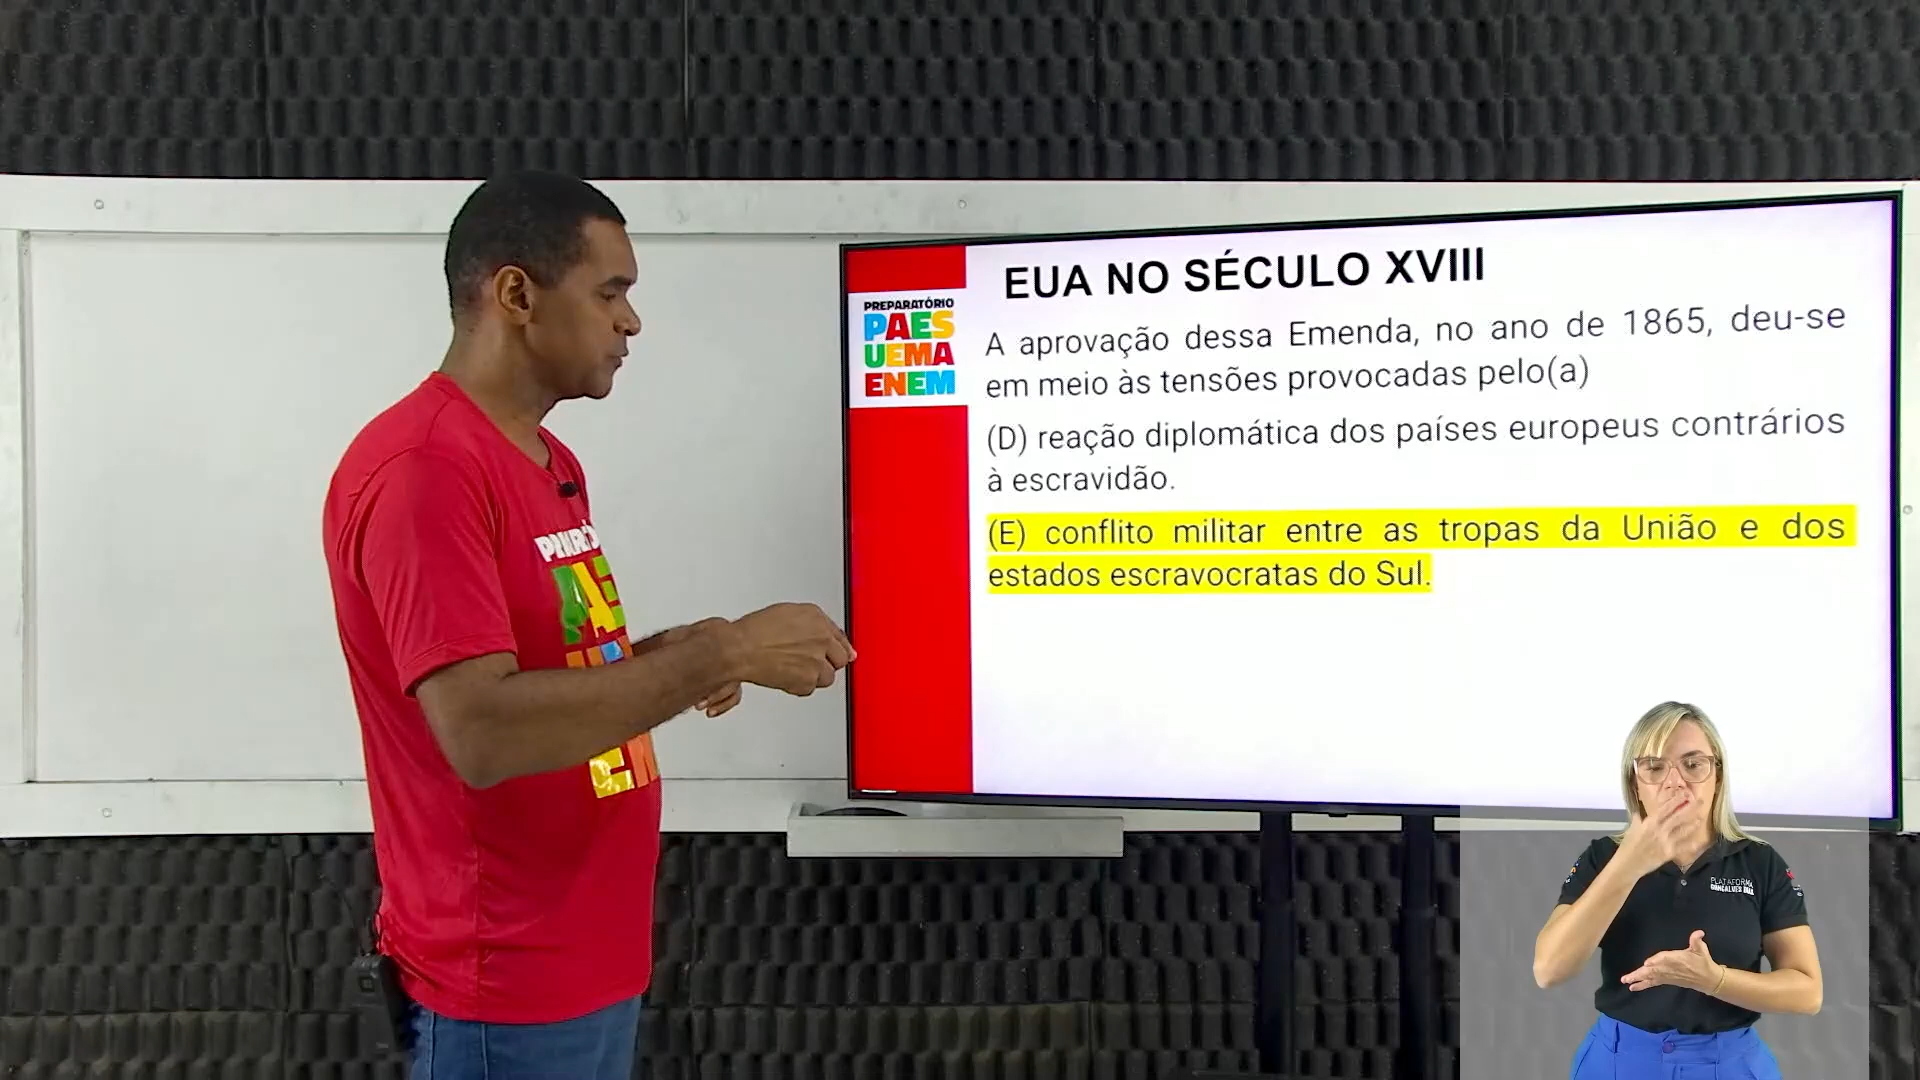 EUA NO SÉCULO XVIII
PREPARATÓRIO
PAES
UEMA
ENEM
A aprovação dessa Emenda, no ano de 1865, deu-se
em meio às tensões provocadas pelo(a)
(D) reação diplomática dos países europeus contrários
à escravidão.
(E) conflito militar entre as tropas da União e dos
estados escravocratas do Sul.
PLATAFORMA
GONÇALVES DIAS